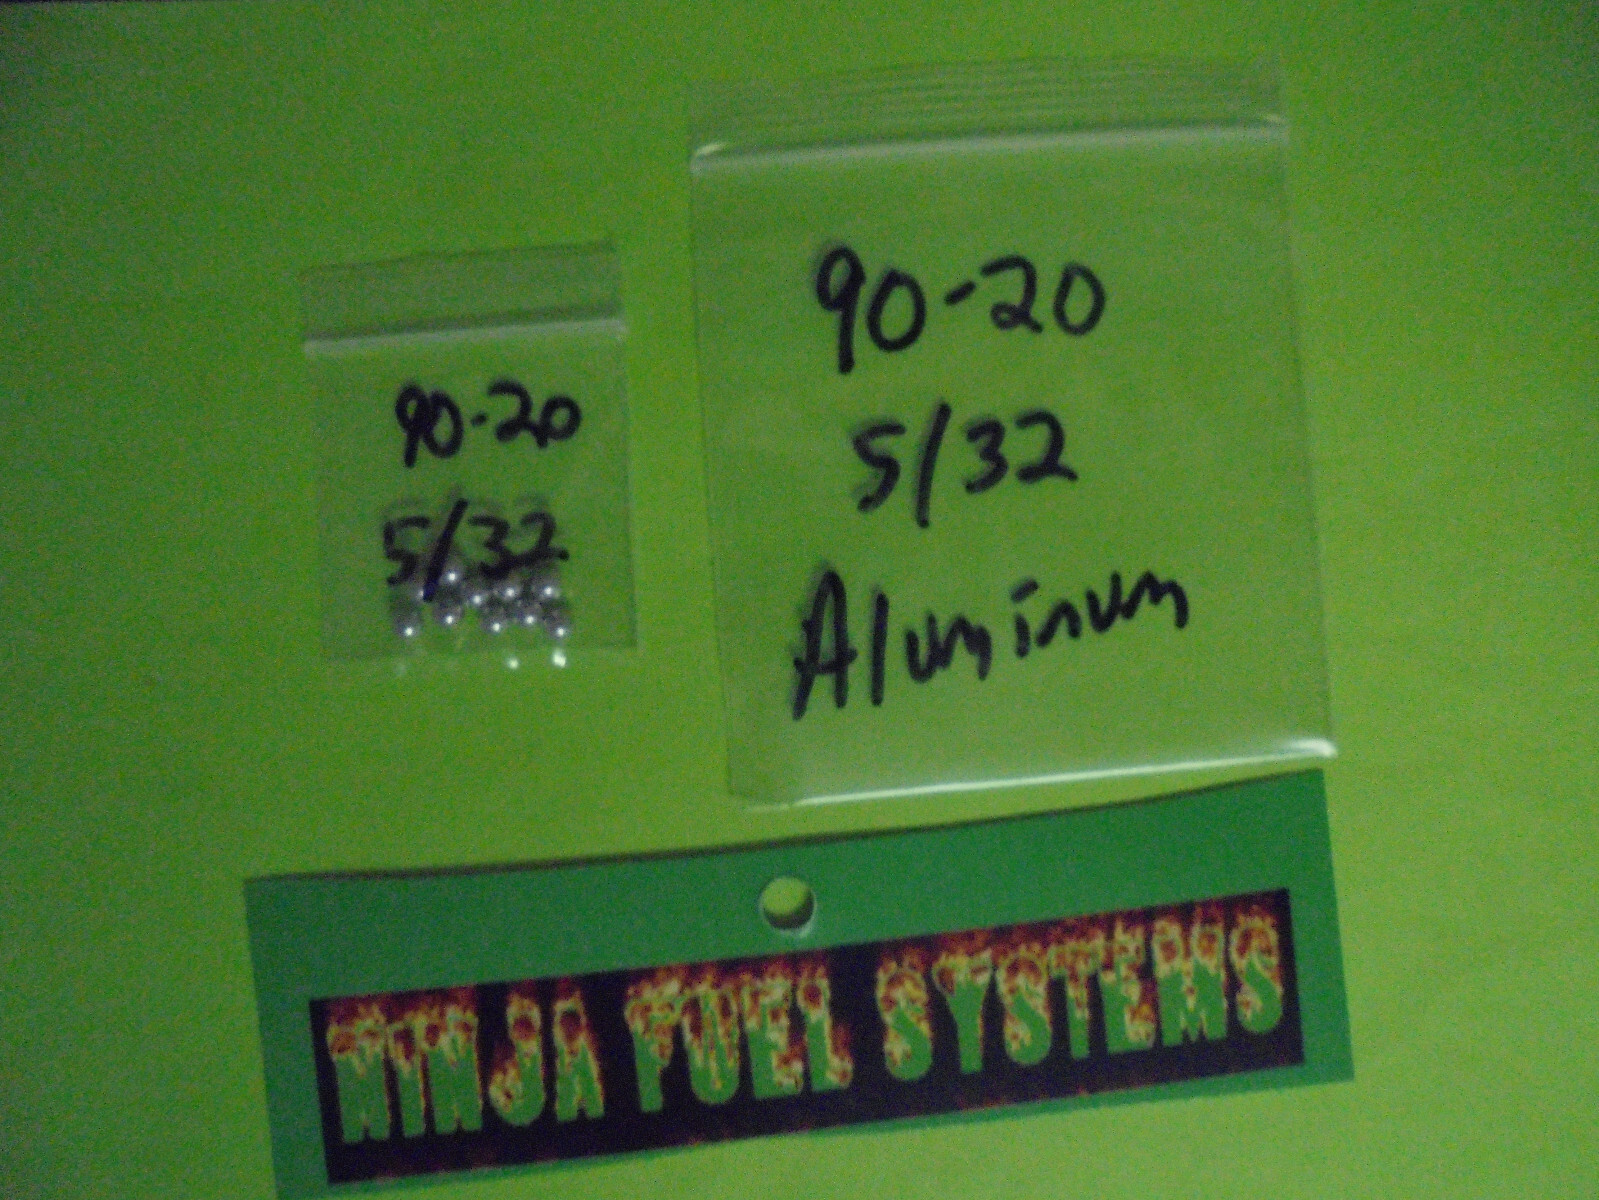 90-20
5/32
90-20
5/32
Aluminum
NINJA FUEL SYSTEMS